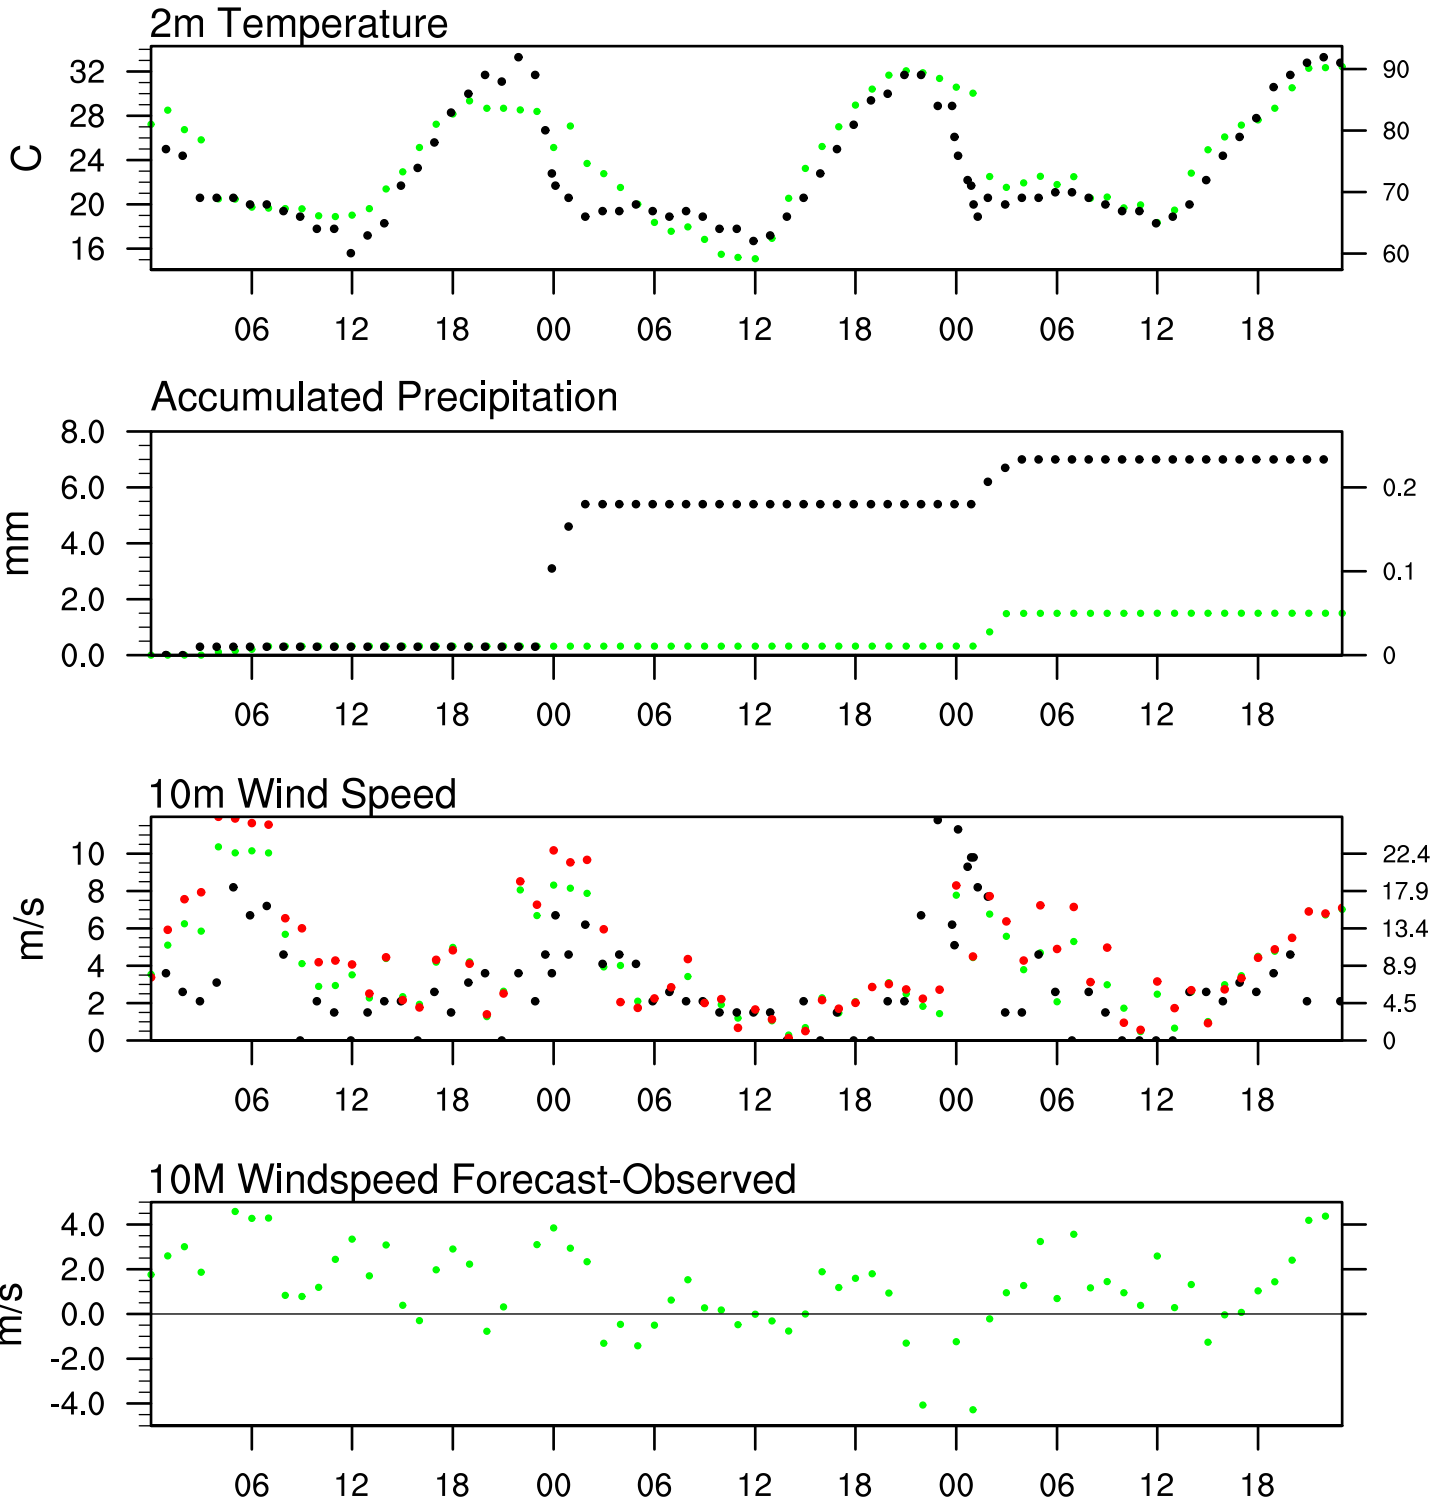 2m Temperature
C
32
28
24
20
16
90
80
70
60
06 12 18 00 06 12 18 00 06 12 18
Accumulated Precipitation
mm
8.0
6.0
4.0
2.0
0.0
0.2
0.1
0
06 12 18 00 06 12 18 00 06 12 18
10m Wind Speed
m/s
10
8
6
4
2
0
22.4
17.9
13.4
8.9
4.5
0
06 12 18 00 06 12 18 00 06 12 18
10M Windspeed Forecast-Observed
m/s
4.0
2.0
0.0
-2.0
-4.0
06 12 18 00 06 12 18 00 06 12 18